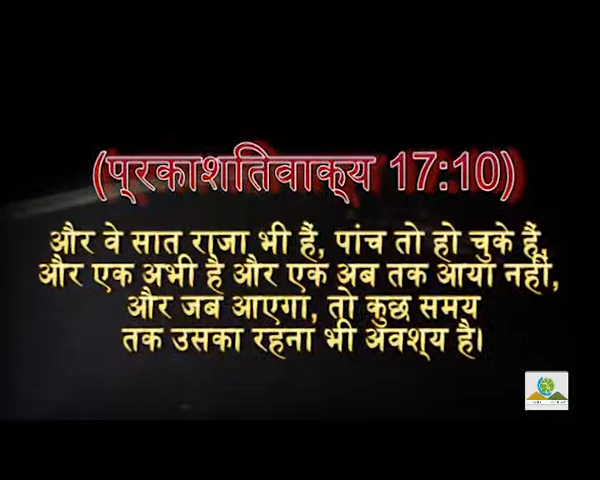 (प्रकाशतिवाक्य 17:10)
और वे सात राजा भी हैं, पांच तो हो चुके हैं,
और एक अभी है और एक अब तक आया नहीं,
और जब आएगा, तो कुछ समय
तक उसका रहना भी अवश्य है।